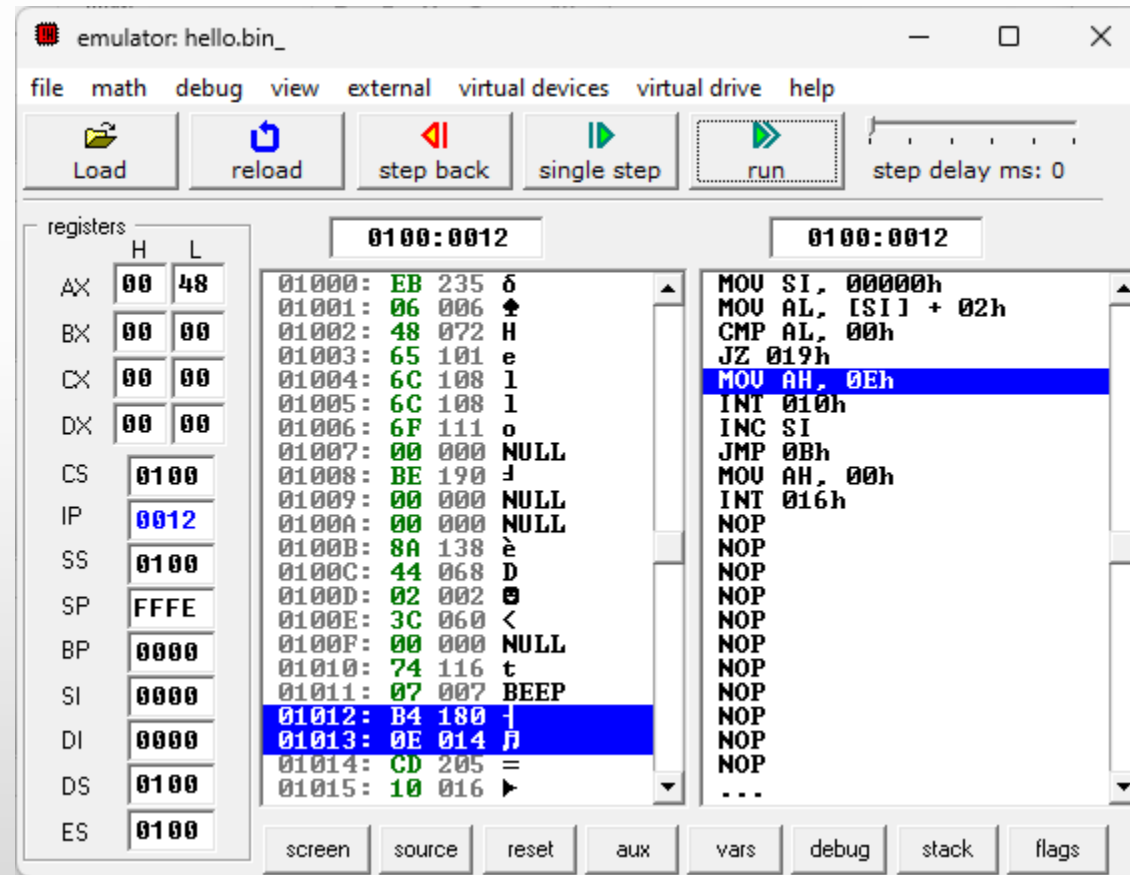 emulator: hello.bin_
file math debug view external virtual devices virtual drive help
Load reload step back single step run step delay ms: 0
registers
H L
0100:0012 0100:0012
AX 00 48
BX 00 00
CX 00 00
DX 00 00
CS 0100
IP 0012
SS 0100
SP FFFE
BP 0000
SI 0000
DI 0000
DS 0100
ES 0100
01000: EB 235 δ
01001: 06 006 ♠
01002: 48 072 H
01003: 65 101 e
01004: 6C 108 l
01005: 6C 108 l
01006: 6F 111 o
01007: 00 000 NULL
01008: BE 190 ╛
01009: 00 000 NULL
0100A: 00 000 NULL
0100B: 8A 138 è
0100C: 44 068 D
0100D: 02 002 ☻
0100E: 3C 060 <
0100F: 00 000 NULL
01010: 74 116 t
01011: 07 007 BEEP
01012: B4 180 ┤
01013: 0E 014 ♫
01014: CD 205 =
01015: 10 016 ►
MOV SI, 00000h
MOV AL, [SI] + 02h
CMP AL, 00h
JZ 019h
MOV AH, 0Eh
INT 010h
INC SI
JMP 0Bh
MOV AH, 00h
INT 016h
NOP
NOP
NOP
NOP
NOP
NOP
NOP
NOP
NOP
NOP
NOP
...
screen source reset aux vars debug stack flags